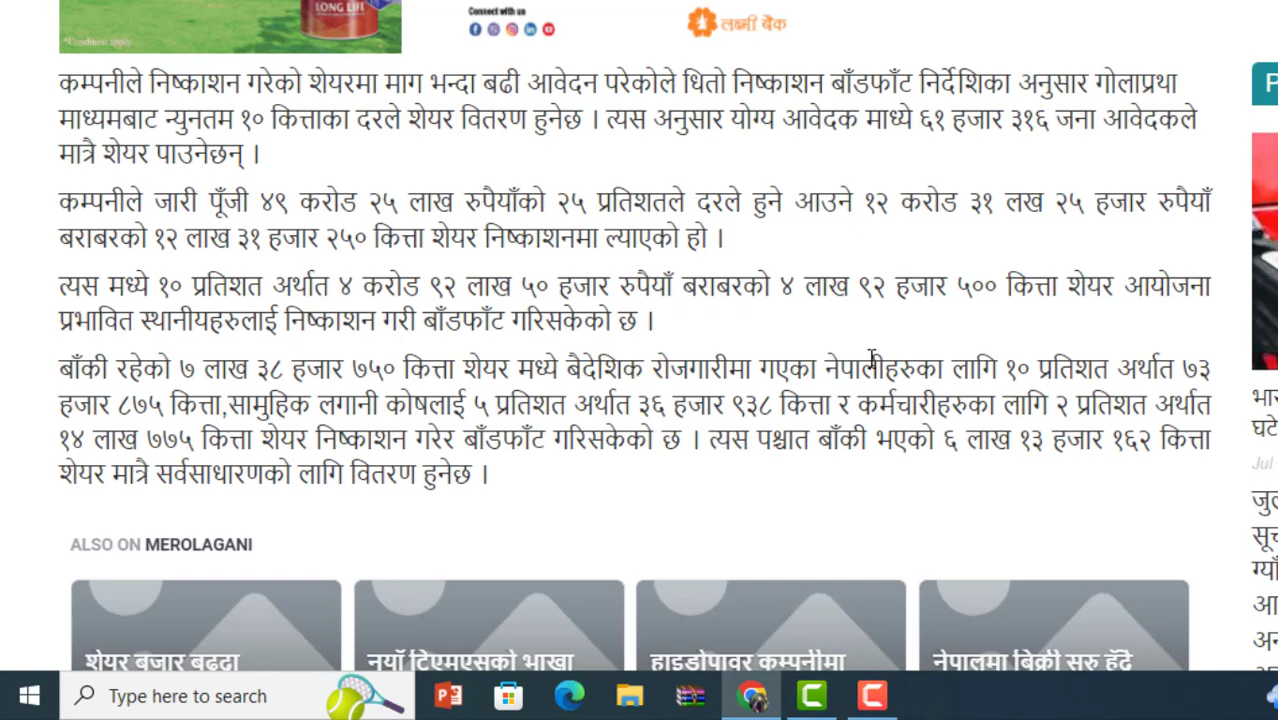 LONG LIFE
*Condition apply.
Connect with us
लक्ष्मी बैंक
कम्पनीले निष्काशन गरेको शेयरमा माग भन्दा बढी आवेदन परेकोले धितो निष्काशन बाँडफाँट निर्देशिका अनुसार गोलाप्रथा
माध्यमबाट न्युनतम १० कित्ताका दरले शेयर वितरण हुनेछ । त्यस अनुसार योग्य आवेदक माध्ये ६१ हजार ३१६ जना आवेदकले
मात्रै शेयर पाउनेछन् ।
कम्पनीले जारी पूँजी ४९ करोड २५ लाख रुपैयाँको २५ प्रतिशतले दरले हुने आउने १२ करोड ३१ लख २५ हजार रुपैयाँ
बराबरको १२ लाख ३१ हजार २५० कित्ता शेयर निष्काशनमा ल्याएको हो ।
त्यस मध्ये १० प्रतिशत अर्थात ४ करोड ९२ लाख ५० हजार रुपैयाँ बराबरको ४ लाख ९२ हजार ५०० कित्ता शेयर आयोजना
प्रभावित स्थानीयहरुलाई निष्काशन गरी बाँडफाँट गरिसकेको छ ।
बाँकी रहेको ७ लाख ३८ हजार ७५० कित्ता शेयर मध्ये बैदेशिक रोजगारीमा गएका नेपालीहरुका लागि १० प्रतिशत अर्थात ७३
हजार ८७५ कित्ता,सामुहिक लगानी कोषलाई ५ प्रतिशत अर्थात ३६ हजार ९३८ कित्ता र कर्मचारीहरुका लागि २ प्रतिशत अर्थात
१४ लाख ७७५ कित्ता शेयर निष्काशन गरेर बाँडफाँट गरिसकेको छ । त्यस पश्चात बाँकी भएको ६ लाख १३ हजार १६२ कित्ता
शेयर मात्रै सर्वसाधारणको लागि वितरण हुनेछ ।
P
घटे
Jul
ALSO ON MEROLAGANI
शेयर बजार बढ्दा
नयाँ टिएमएसको भाखा
हाइड्रोपावर कम्पनीमा
नेपालमा बिक्री सुरु हुँदै
Type here to search